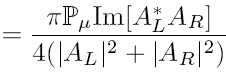 = \frac{\pi \mathbb{P}_{\mu} \mathrm{Im}[A_L^* A_R]}{4(|A_L|^2 + |A_R|^2)}